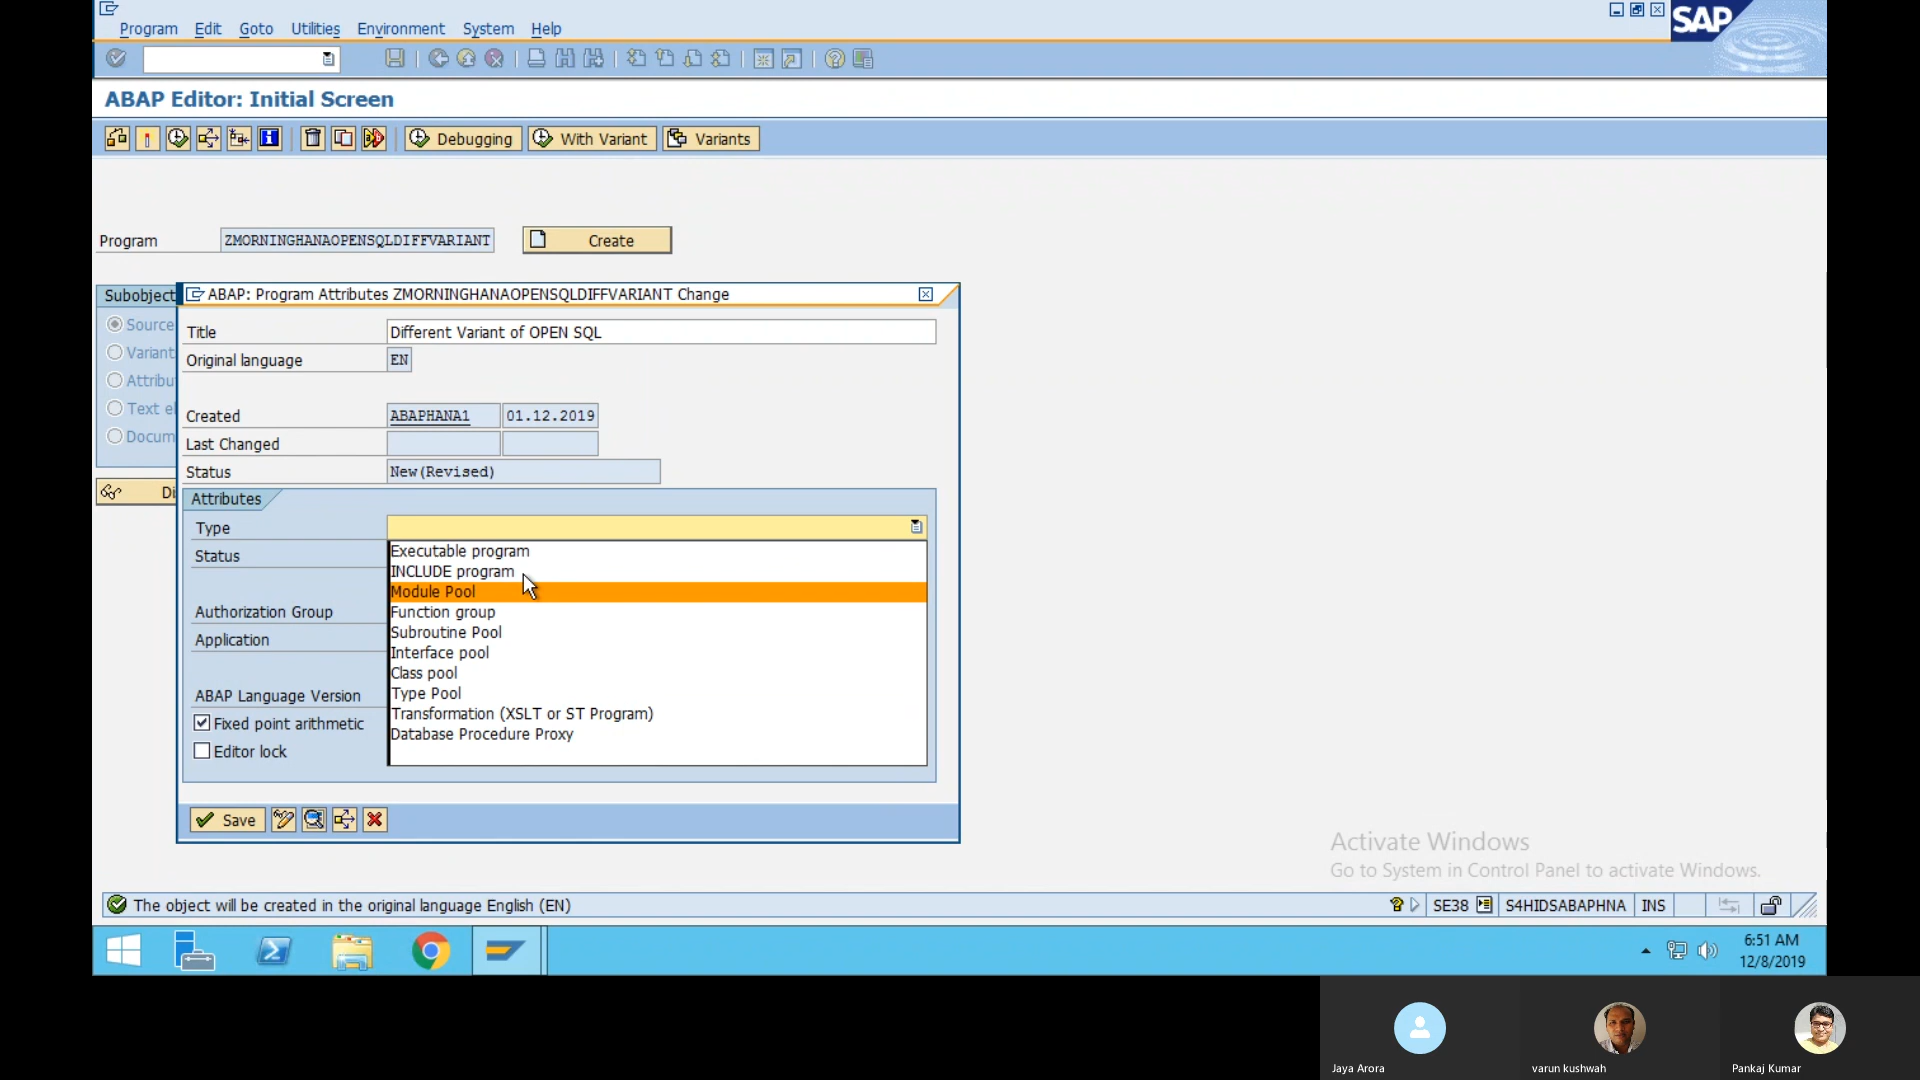 Program Edit Goto Utilities Environment System Help
SAP
ABAP Editor: Initial Screen
Debugging With Variant Variants
Program ZMORNINGHANAOPENSQLDIFFVARIANT Create
Subobject
ABAP: Program Attributes ZMORNINGHANAOPENSQLDIFFVARIANT Change
Source
Variant
Attribu
Text el
Docum
Di
Title Different Variant of OPEN SQL
Original language EN
Created ABAPHANA1 01.12.2019
Last Changed
Status New(Revised)
Attributes
Type
Status
Authorization Group
Application
ABAP Language Version
Fixed point arithmetic
Editor lock
Executable program
INCLUDE program
Module Pool
Function group
Subroutine Pool
Interface pool
Class pool
Type Pool
Transformation (XSLT or ST Program)
Database Procedure Proxy
Save
Activate Windows
Go to System in Control Panel to activate Windows.
The object will be created in the original language English (EN)
SE38 S4HIDSABAPHNA INS
6:51 AM
12/8/2019
Jaya Arora varun kushwah Pankaj Kumar